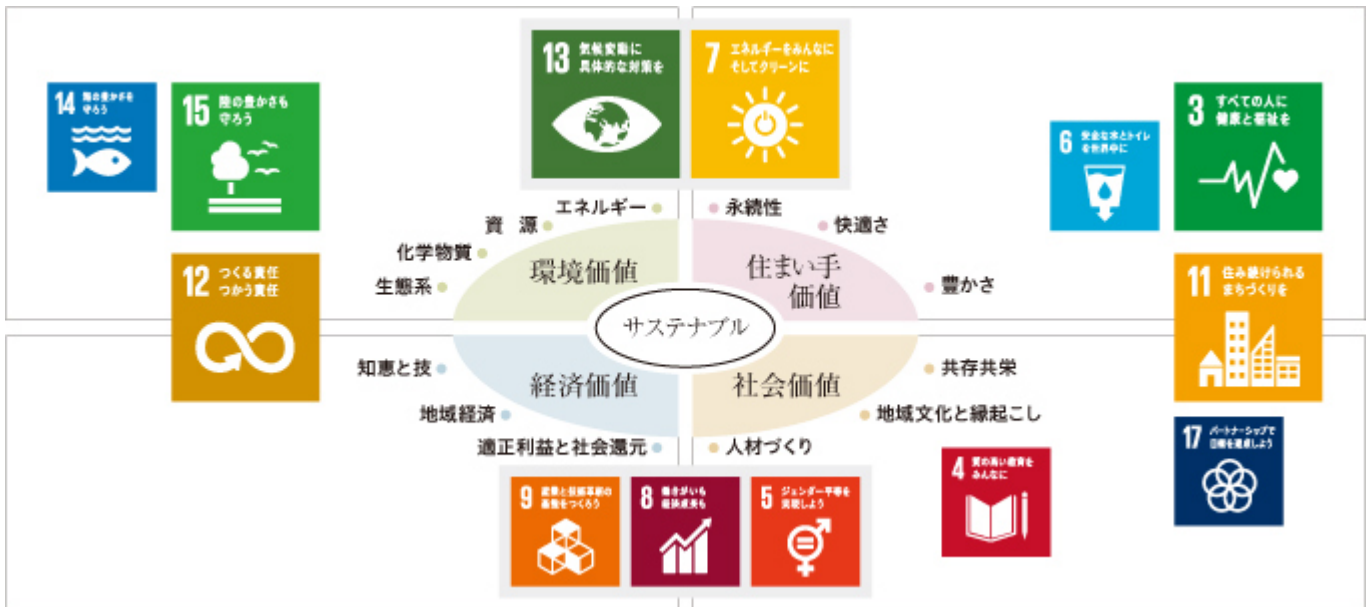 13 気候変動に
具体的な対策を
7 エネルギーをみんなに
そしてクリーンに
14 海の豊かさを
守ろう
15 陸の豊かさも
守ろう
6 安全な水とトイレ
を世界中に
3 すべての人に
健康と福祉を
エネルギー
資 源
化学物質
生態系
環境価値
永続性
快適さ
豊かさ
住まい手
価値
12 つくる責任
つかう責任
サステナブル
11 住み続けられる
まちづくりを
知恵と技
地域経済
適正利益と社会還元
経済価値
社会価値
共存共栄
地域文化と縁起こし
人材づくり
9 産業と技術革新の
基盤をつくろう
8 働きがいも
経済成長も
5 ジェンダー平等を
実現しよう
4 質の高い教育を
みんなに
17 パートナーシップで
目標を達成しよう